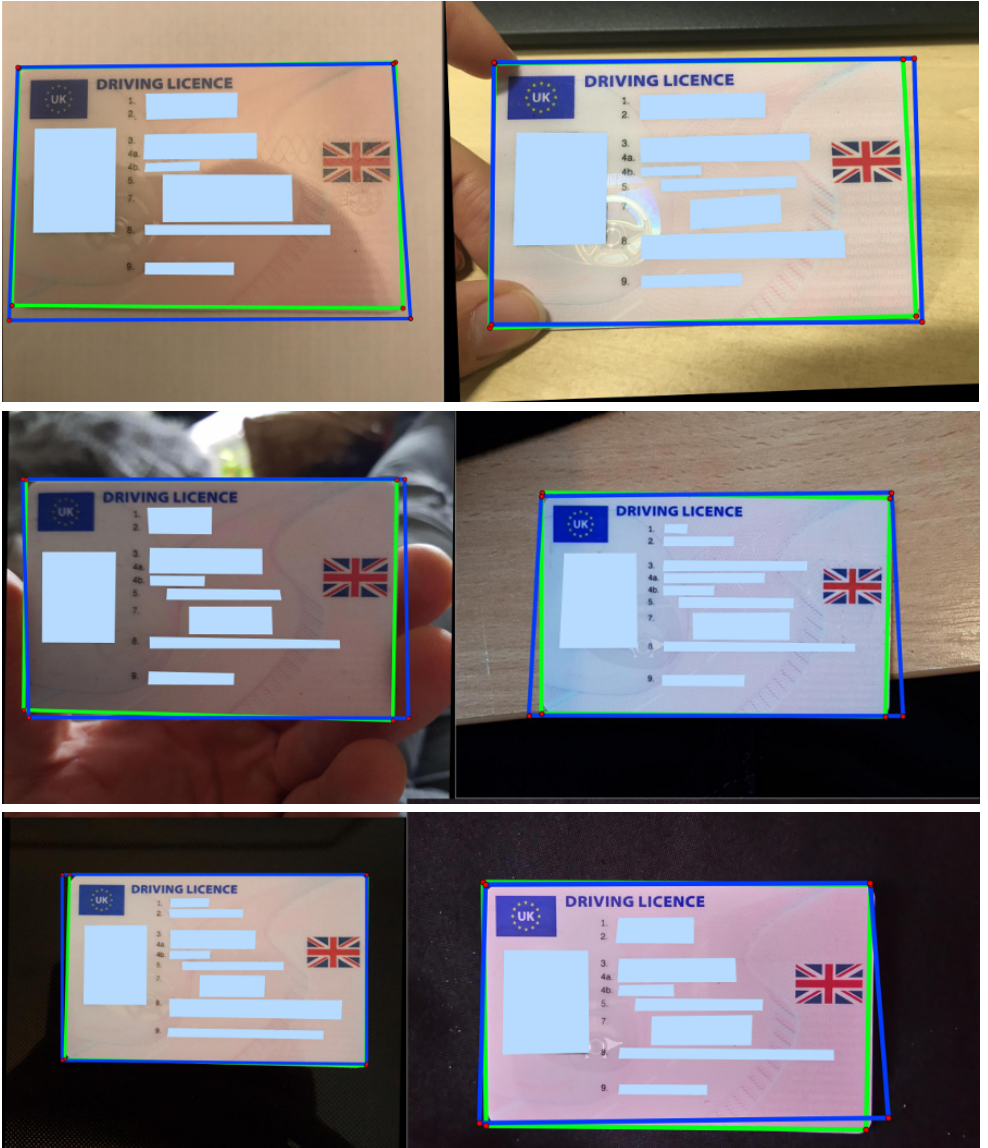 DRIVING LICENCE
UK
1.
2.
3.
4a.
4b.
5.
7.
8.
9.
DRIVING LICENCE
UK
1.
2.
3.
4a.
4b.
5.
7.
8.
9.
DRIVING LICENCE
UK
1.
2.
3.
4a.
4b.
5.
7.
8.
9.
DRIVING LICENCE
UK
1.
2.
3.
4a.
4b.
5.
7.
8.
9.
DRIVING LICENCE
UK
1.
2.
3.
4a.
4b.
5.
7.
8.
9.
DRIVING LICENCE
UK
1.
2.
3.
4a.
4b.
5.
7.
8.
9.